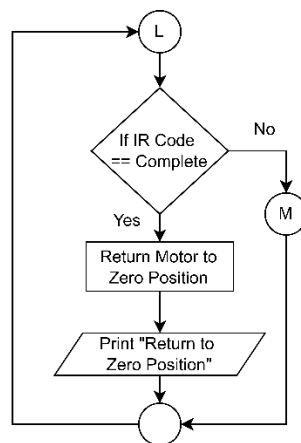 L
If IR Code
== Complete
No
M
Yes
Return Motor to
Zero Position
Print "Return to
Zero Position"